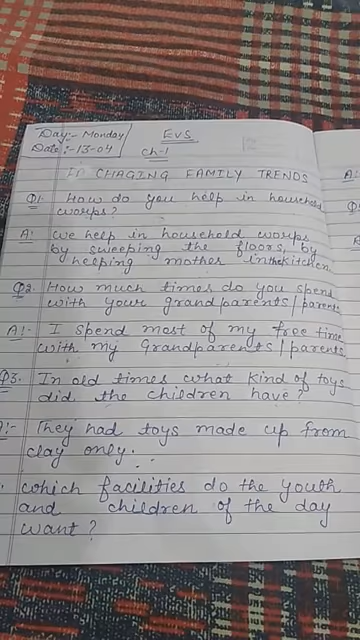 Day:- Monday
Date:-13-04
EVS
Ch-1
CHAGING FAMILY TRENDS
Q1- How do you help in household
worps?
A:- We help in household worps
by sweeping the floors, by
helping mother in the kitchen
Q2- How much times do you spend
with your grandparents/parents
A:- I spend most of my free time
with my grandparents/parents
Q3- In old times what kind of toys
did the children have?
A:- They had toys made up from
clay only.
which facilities do the youth
and children of the day
want?
A:
Q
A